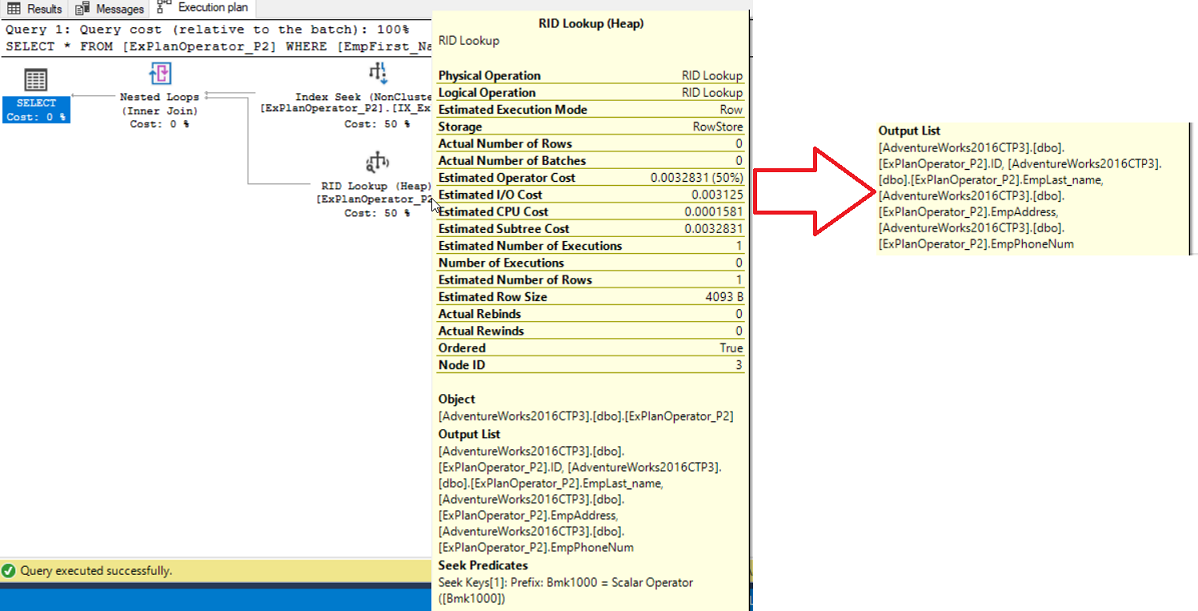 Results Messages Execution plan
Query 1: Query cost (relative to the batch): 100%
SELECT * FROM [ExPlanOperator_P2] WHERE [EmpFirst_Na
SELECT
Cost: 0 %
Nested Loops
(Inner Join)
Cost: 0 %
Index Seek (NonCluste
[ExPlanOperator_P2].[IX_Ex
Cost: 50 %
RID Lookup (Heap)
[ExPlanOperator_P2
Cost: 50 %
RID Lookup (Heap)
RID Lookup
Physical Operation RID Lookup
Logical Operation RID Lookup
Estimated Execution Mode Row
Storage RowStore
Actual Number of Rows 0
Actual Number of Batches 0
Estimated Operator Cost 0.0032831 (50%)
Estimated I/O Cost 0.003125
Estimated CPU Cost 0.0001581
Estimated Subtree Cost 0.0032831
Estimated Number of Executions 1
Number of Executions 0
Estimated Number of Rows 1
Estimated Row Size 4093 B
Actual Rebinds 0
Actual Rewinds 0
Ordered True
Node ID 3
Object
[AdventureWorks2016CTP3].[dbo].[ExPlanOperator_P2]
Output List
[AdventureWorks2016CTP3].[dbo].
[ExPlanOperator_P2].ID, [AdventureWorks2016CTP3].
[dbo].[ExPlanOperator_P2].EmpLast_name,
[AdventureWorks2016CTP3].[dbo].
[ExPlanOperator_P2].EmpAddress,
[AdventureWorks2016CTP3].[dbo].
[ExPlanOperator_P2].EmpPhoneNum
Seek Predicates
Seek Keys[1]: Prefix: Bmk1000 = Scalar Operator
([Bmk1000])
Query executed successfully.
Output List
[AdventureWorks2016CTP3].[dbo].
[ExPlanOperator_P2].ID, [AdventureWorks2016CTP3].
[dbo].[ExPlanOperator_P2].EmpLast_name,
[AdventureWorks2016CTP3].[dbo].
[ExPlanOperator_P2].EmpAddress,
[AdventureWorks2016CTP3].[dbo].
[ExPlanOperator_P2].EmpPhoneNum